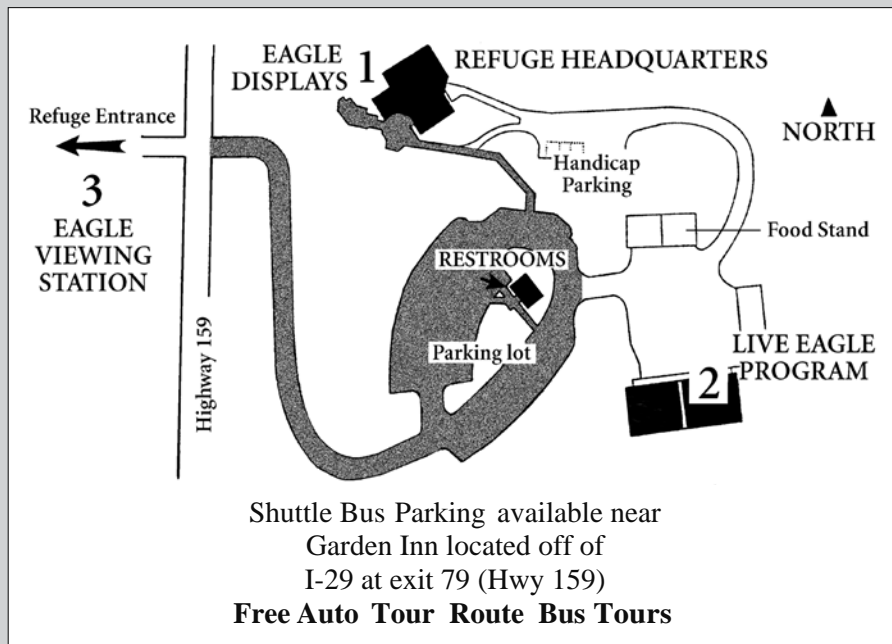 EAGLE
DISPLAYS
1
REFUGE HEADQUARTERS
Refuge Entrance
NORTH
Handicap
Parking
3
EAGLE
VIEWING
STATION
Food Stand
RESTROOMS
Highway 159
Parking lot
LIVE EAGLE
PROGRAM
2
Shuttle Bus Parking available near
Garden Inn located off of
I-29 at exit 79 (Hwy 159)
Free Auto Tour Route Bus Tours